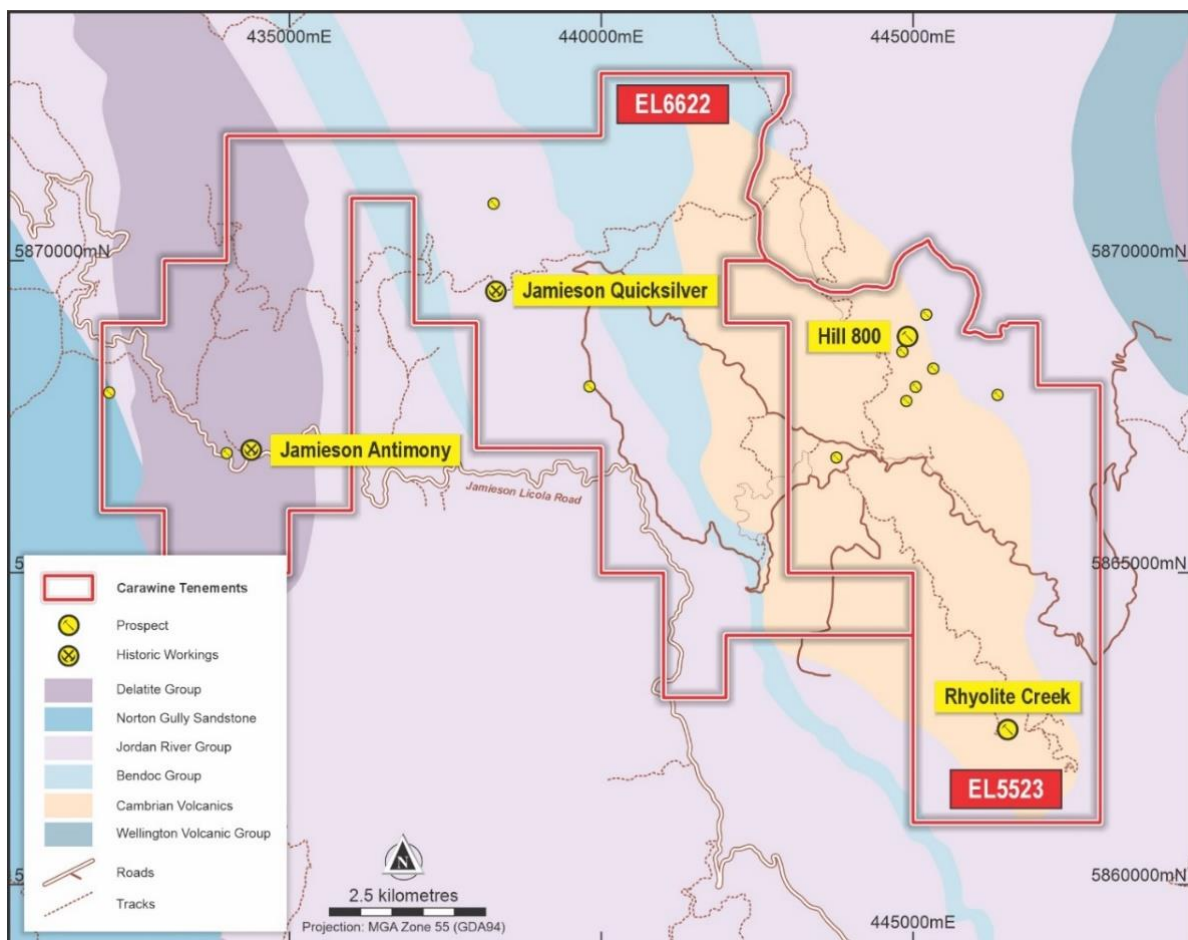 435000mE
440000mE
445000mE
EL6622
5870000mN
5870000mN
Jamieson Quicksilver
Hill 800
Jamieson Antimony
Jamieson Licola Road
5
5865000mN
Carawine Tenements
Prospect
Historic Workings
Delatite Group
Norton Gully Sandstone
Jordan River Group
Bendoc Group
Cambrian Volcanics
Wellington Volcanic Group
Roads
Tracks
Rhyolite Creek
EL5523
N
2.5 kilometres
Projection: MGA Zone 55 (GDA94)
5
5860000mN
445000mE